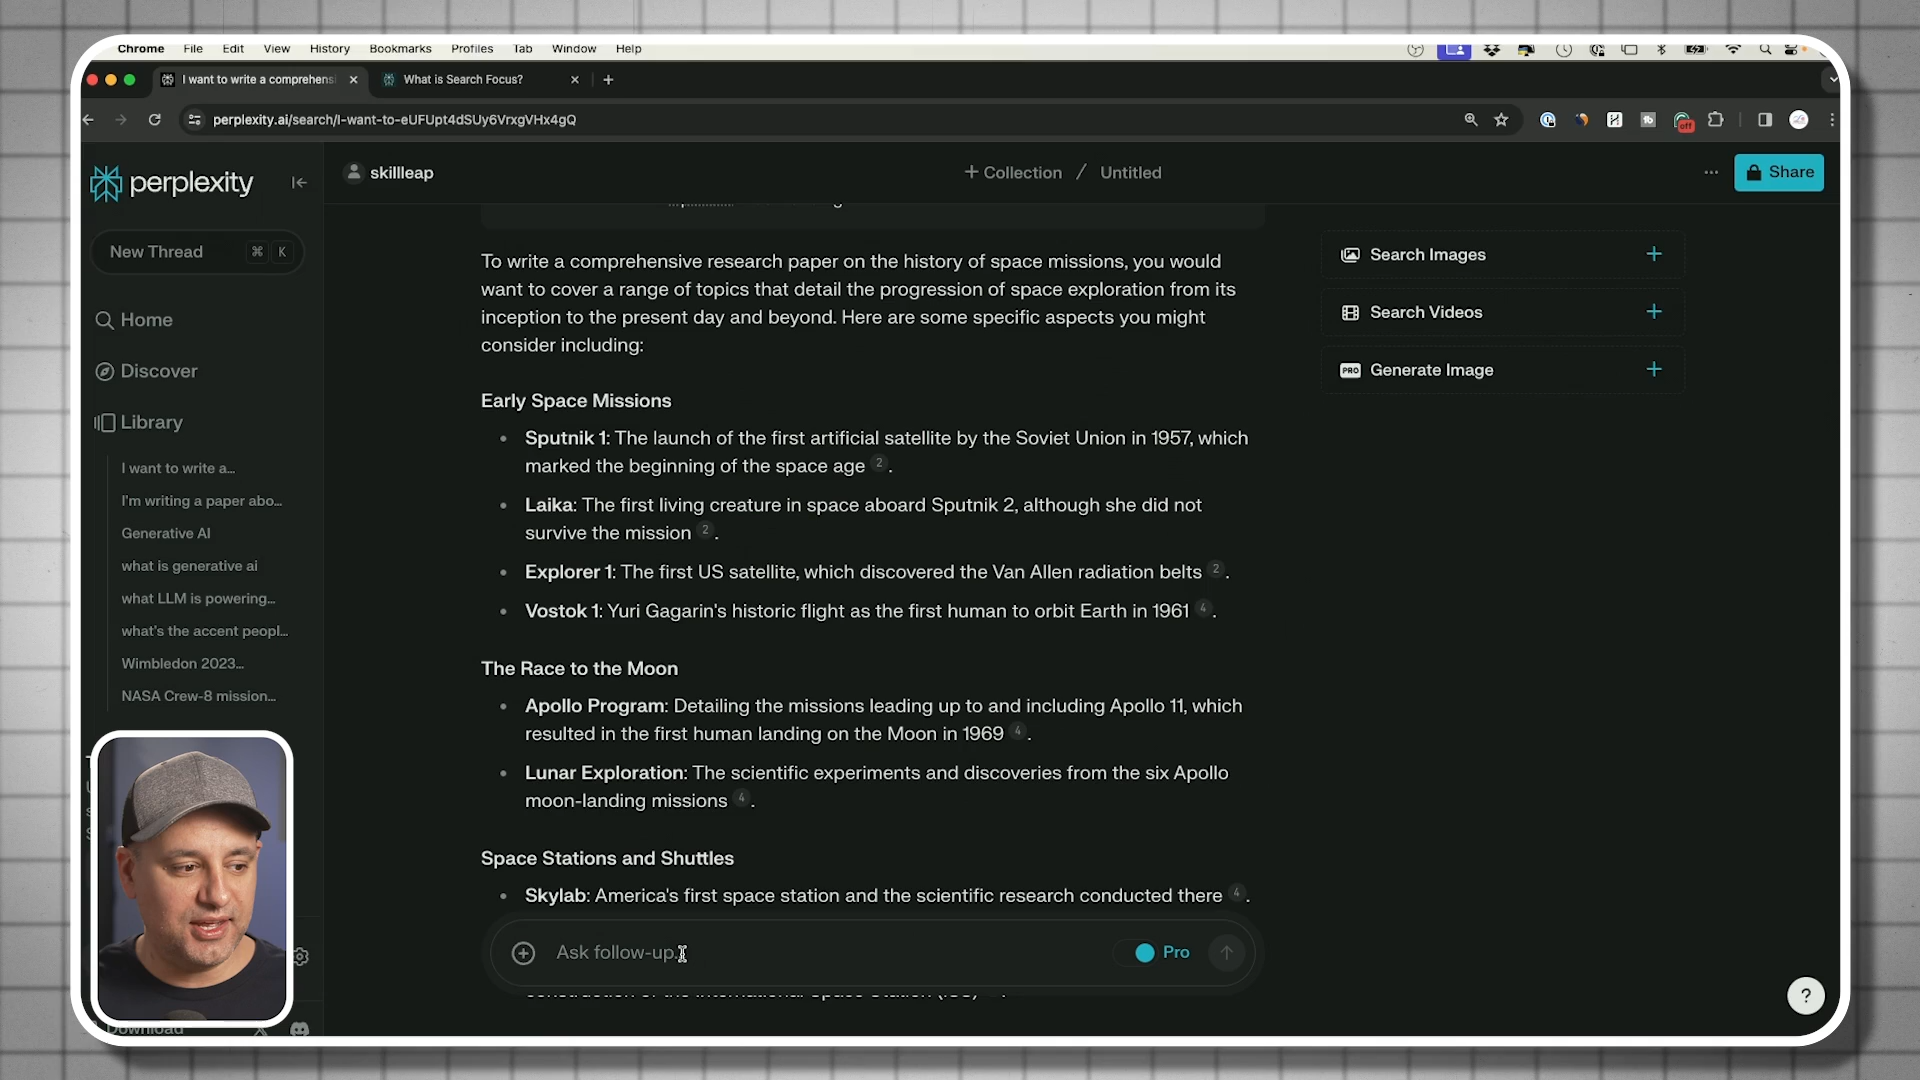 Chrome File Edit View History Bookmarks Profiles Tab Window Help
I want to write a comprehens
What is Search Focus?
perplexity.ai/search/I-want-to-eUFUpt4dSUy6VrxgVHx4gQ
off
perplexity
skillleap
+ Collection / Untitled
... Share
New Thread ⌘ K
Home
Discover
Library
I want to write a...
I'm writing a paper abo...
Generative AI
what is generative ai
what LLM is powering...
what's the accent peopl...
Wimbledon 2023...
NASA Crew-8 mission...
Download
To write a comprehensive research paper on the history of space missions, you would
want to cover a range of topics that detail the progression of space exploration from its
inception to the present day and beyond. Here are some specific aspects you might
consider including:
Early Space Missions
• Sputnik 1: The launch of the first artificial satellite by the Soviet Union in 1957, which
marked the beginning of the space age 2 .
• Laika: The first living creature in space aboard Sputnik 2, although she did not
survive the mission 2 .
• Explorer 1: The first US satellite, which discovered the Van Allen radiation belts 2 .
• Vostok 1: Yuri Gagarin's historic flight as the first human to orbit Earth in 1961 4 .
The Race to the Moon
• Apollo Program: Detailing the missions leading up to and including Apollo 11, which
resulted in the first human landing on the Moon in 1969 4 .
• Lunar Exploration: The scientific experiments and discoveries from the six Apollo
moon-landing missions 4 .
Space Stations and Shuttles
• Skylab: America's first space station and the scientific research conducted there 4 .
Ask follow-up.
Pro
Search Images +
Search Videos +
PRO Generate Image +
?